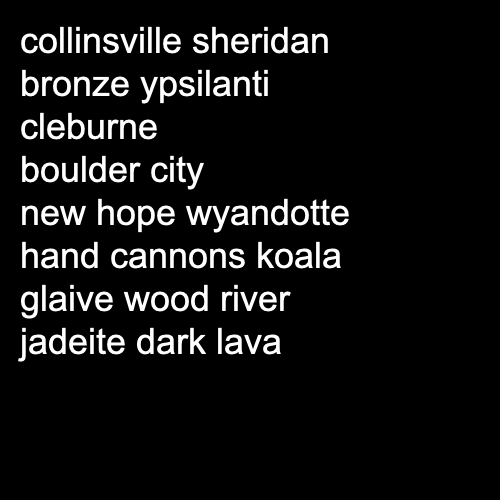 collinsville sheridan
bronze ypsilanti
cleburne
boulder city
new hope wyandotte
hand cannons koala
glaive wood river
jadeite dark lava